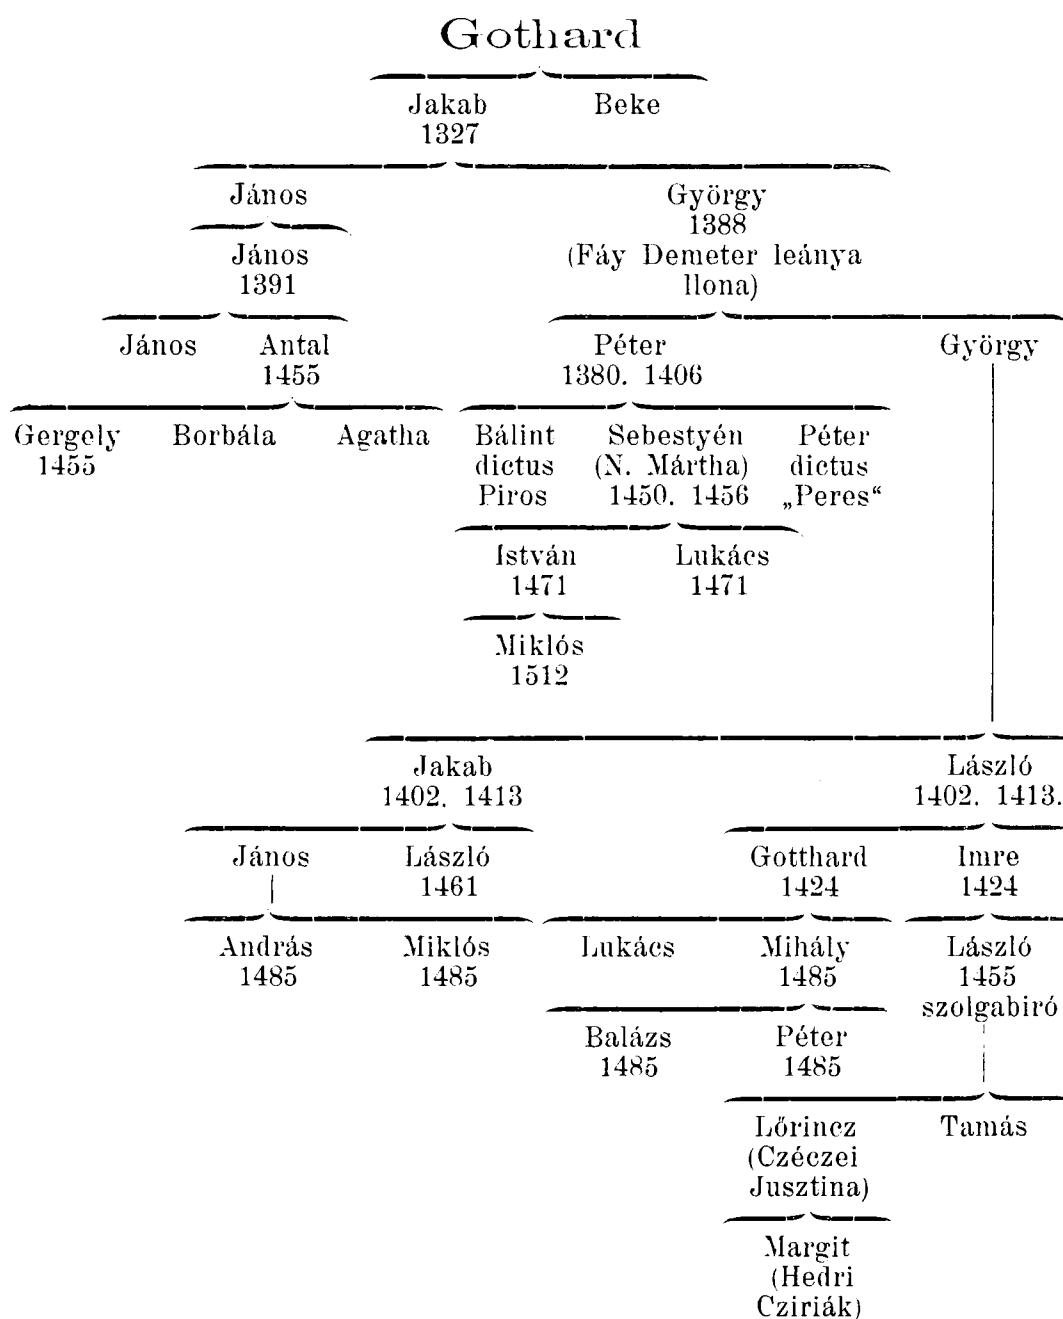 Gothard
Jakab Beke
1327
János György
1388
János (Fáy Demeter leánya
1391 Ilona)
János Antal Péter György
1455 1380. 1406
Gergely Borbála Agatha Bálint Sebestyén Péter
1455 dictus (N. Mártha) dictus
Piros 1450. 1456 „Peres“
István Lukács
1471 1471
Miklós
1512
Jakab László
1402. 1413 1402. 1413.
János László Gotthard Imre
1461 1424 1424
András Miklós Lukács Mihály László
1485 1485 1485 1455
szolgabiró
Balázs Péter
1485 1485
Lőrincz Tamás
(Czéczei
Jusztina)
Margit
(Hedri
Cziriák)